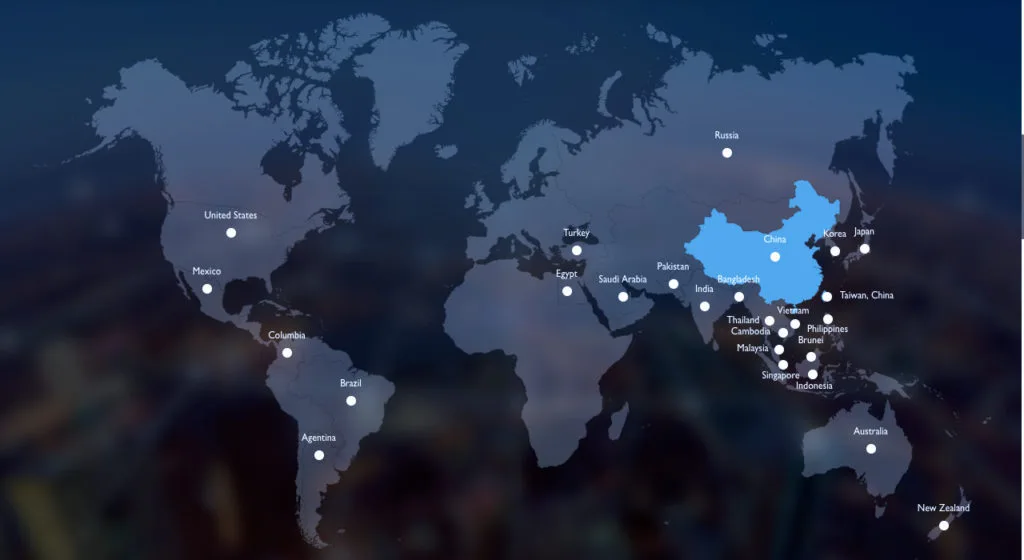 Russia
United States
Turkey
Korea
Japan
China
Mexico
Egypt
Saudi Arabia
Pakistan
India
Bangladesh
Taiwan, China
Vietnam
Thailand
Cambodia
Philippines
Brunei
Malaysia
Singapore
Indonesia
Columbia
Brazil
Agentina
Australia
New Zealand